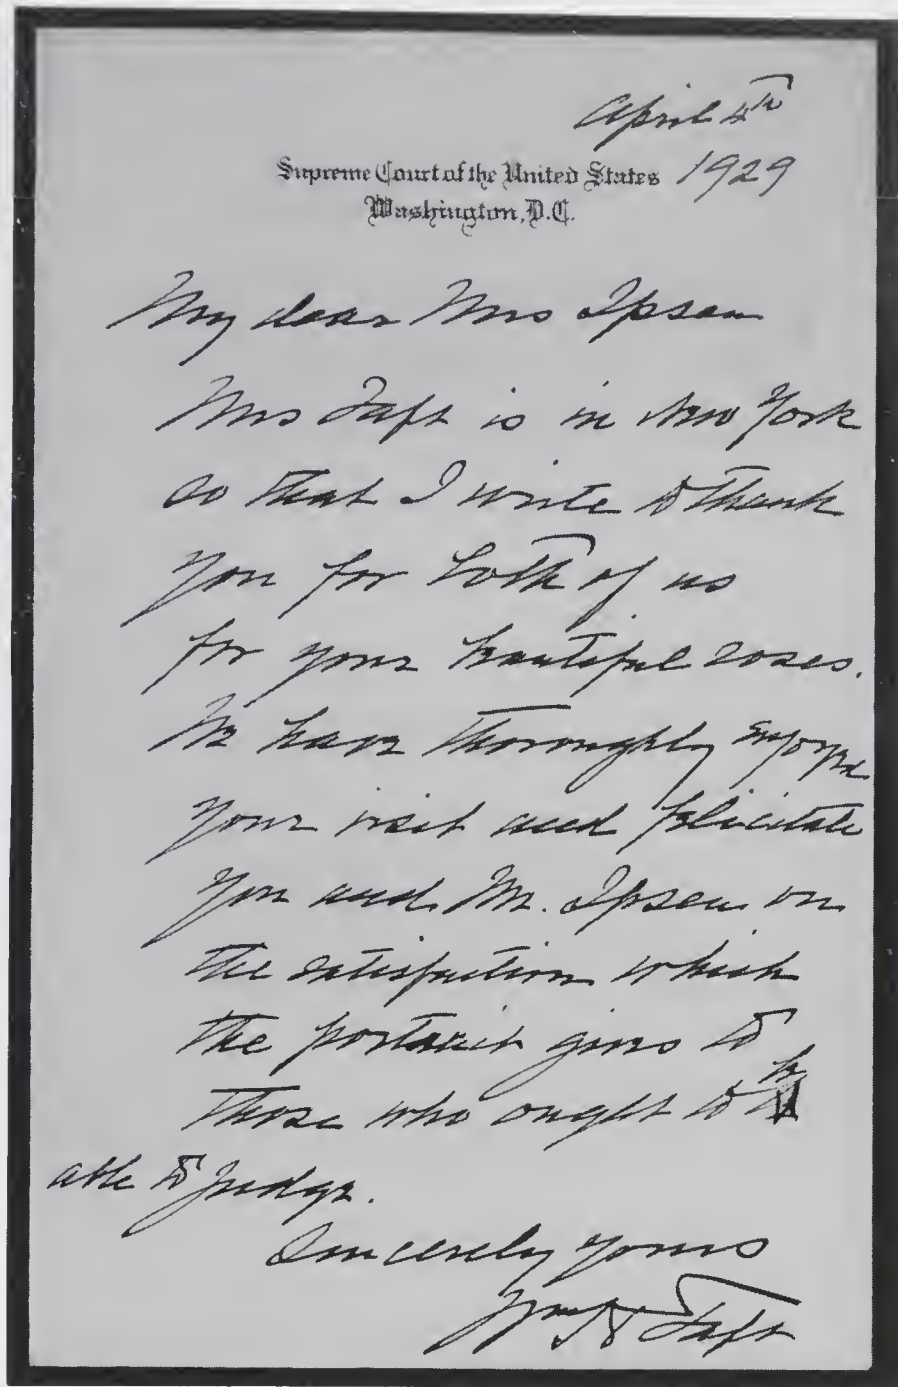 April 4th
Supreme Court of the United States 1929
Washington, D.C.
My dear Mrs Ipsen
Mrs Taft is in New York
so that I write to thank
you for both of us
for your beautiful roses.
We have thoroughly enjoyed
your visit and felicitate
you and Mr. Ipsen on
the satisfaction which
the portrait gives to
those who ought to be
able to judge.
Sincerely yours
Wm H Taft